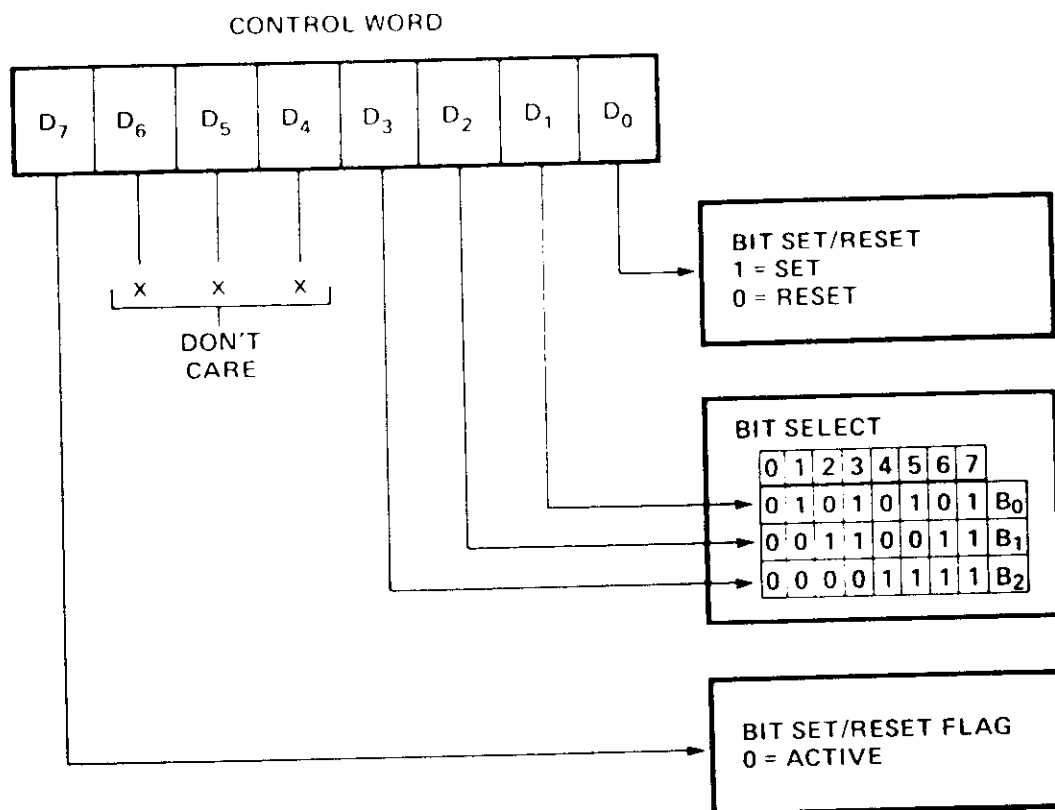 CONTROL WORD
D7 D6 D5 D4 D3 D2 D1 D0
BIT SET/RESET
1 = SET
0 = RESET
X X X
DON'T
CARE
BIT SELECT
0 1 2 3 4 5 6 7
0 1 0 1 0 1 0 1 B0
0 0 1 1 0 0 1 1 B1
0 0 0 0 1 1 1 1 B2
BIT SET/RESET FLAG
0 = ACTIVE